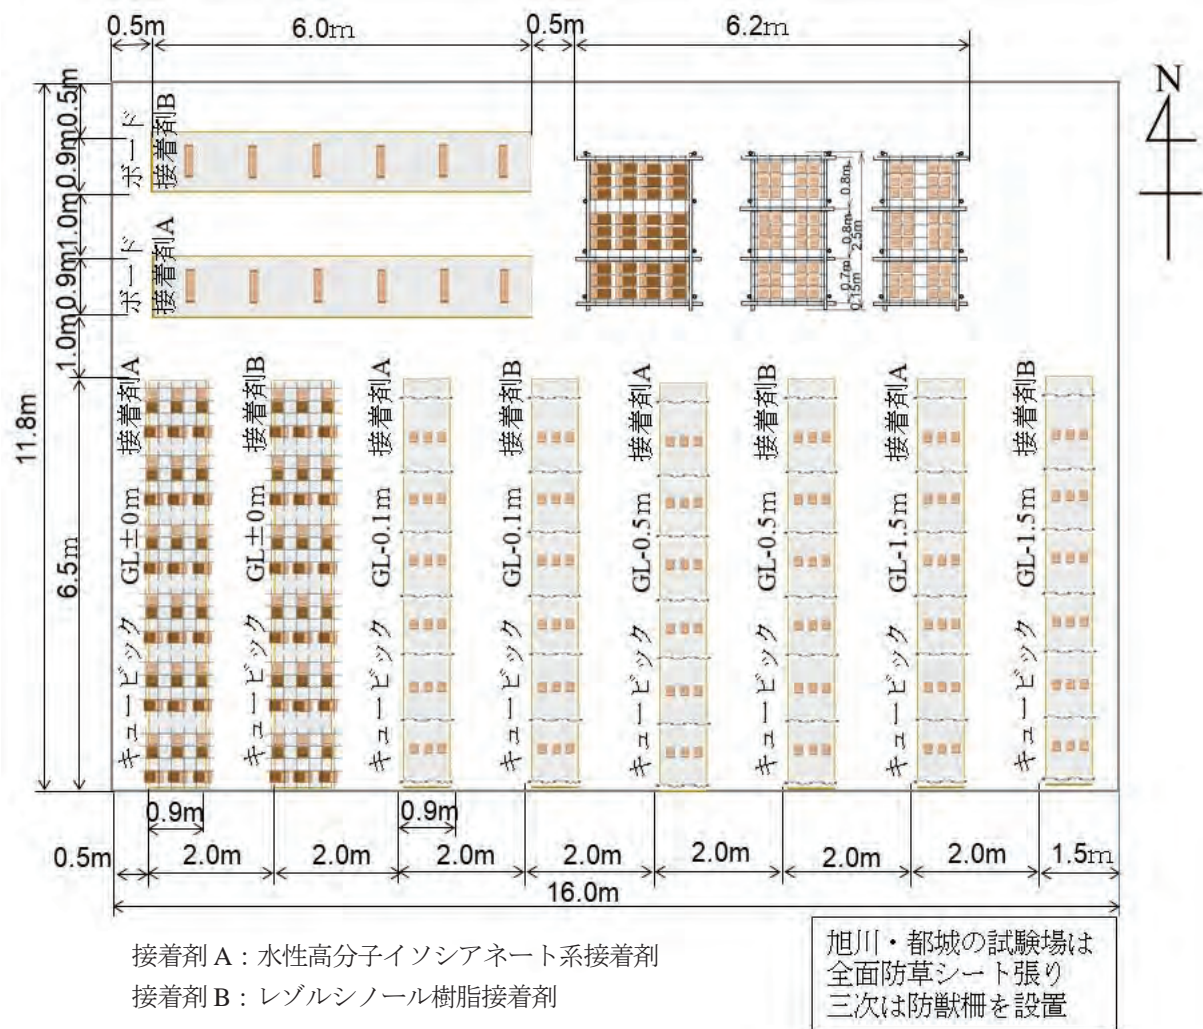 0.5m
6.0m
0.5m
6.2m
N
11.8m
0.5m
0.9m
1.0m
0.9m
1.0m
6.5m
ボード
接着剤B
ボード
接着剤A
0.8m
0.8m
2.5m
0.7m
0.15m
キュービック GL±0m 接着剤A
キュービック GL±0m 接着剤B
キュービック GL-0.1m 接着剤A
キュービック GL-0.1m 接着剤B
キュービック GL-0.5m 接着剤A
キュービック GL-0.5m 接着剤B
キュービック GL-1.5m 接着剤A
キュービック GL-1.5m 接着剤B
0.9m
0.9m
0.5m
2.0m
2.0m
2.0m
2.0m
2.0m
2.0m
2.0m
1.5m
16.0m
接着剤 A：水性高分子イソシアネート系接着剤
接着剤 B：レゾルシノール樹脂接着剤
旭川・都城の試験場は
全面防草シート張り
三次は防獣柵を設置